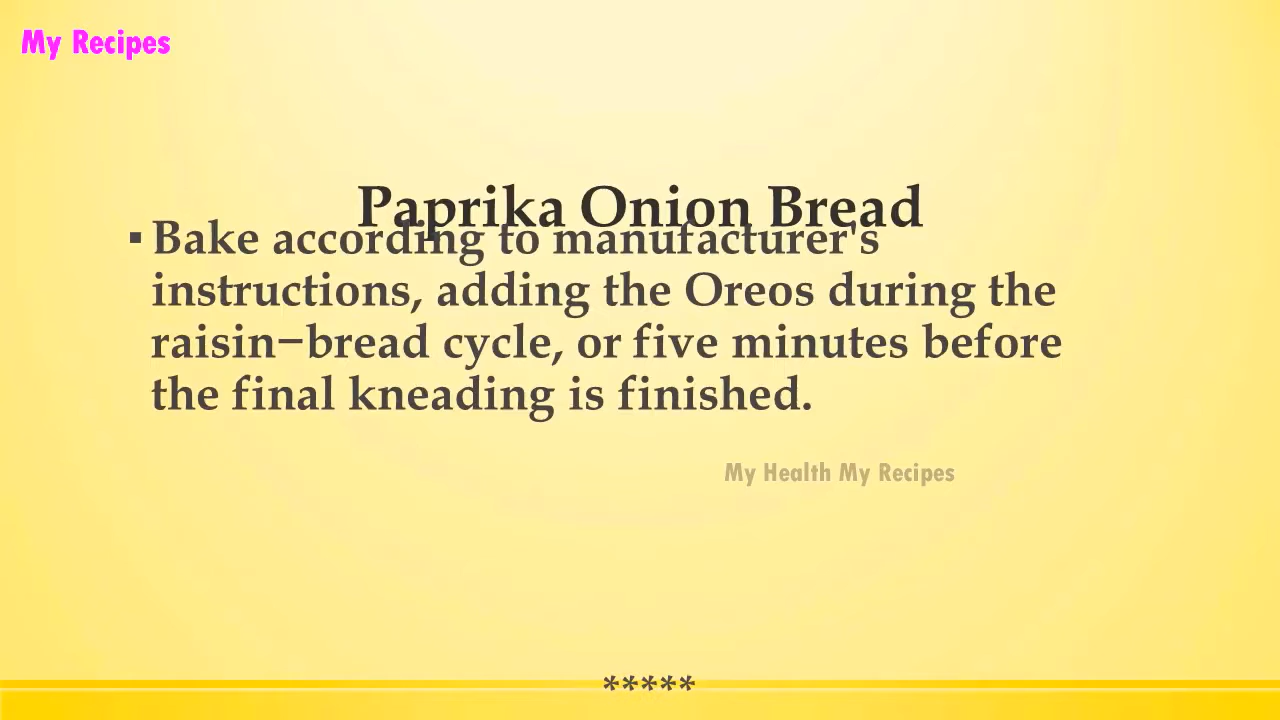 My Recipes
Paprika Onion Bread
▪ Bake according to manufacturer's
instructions, adding the Oreos during the
raisin−bread cycle, or five minutes before
the final kneading is finished.
My Health My Recipes
*****